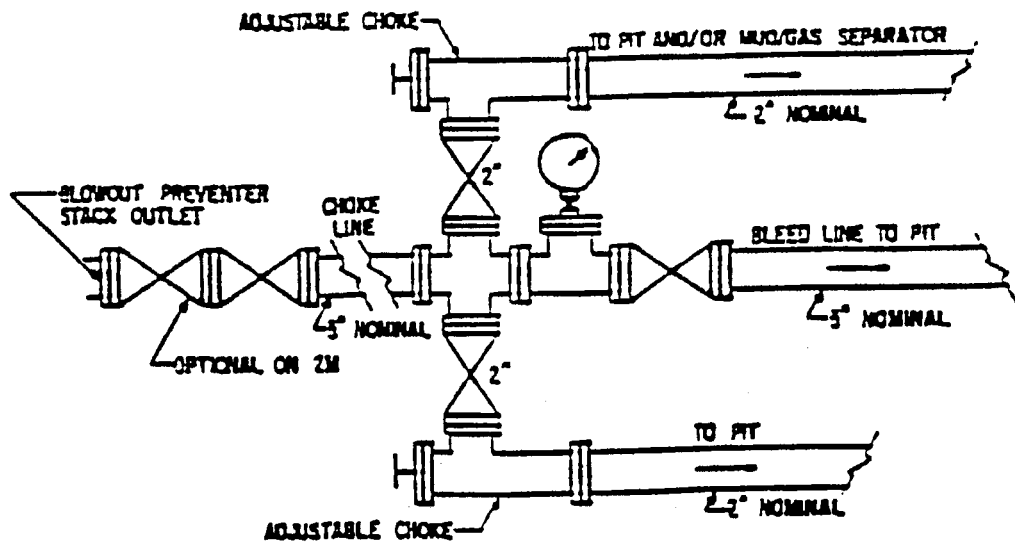 ADJUSTABLE CHOKE
TO PIT AND/OR MUD/GAS SEPARATOR
2" NOMINAL
2"
BLOWOUT PREVENTER
STACK OUTLET
CHOKE
LINE
BLEED LINE TO PIT
3" NOMINAL
3" NOMINAL
OPTIONAL ON 2M
2"
TO PIT
2" NOMINAL
ADJUSTABLE CHOKE